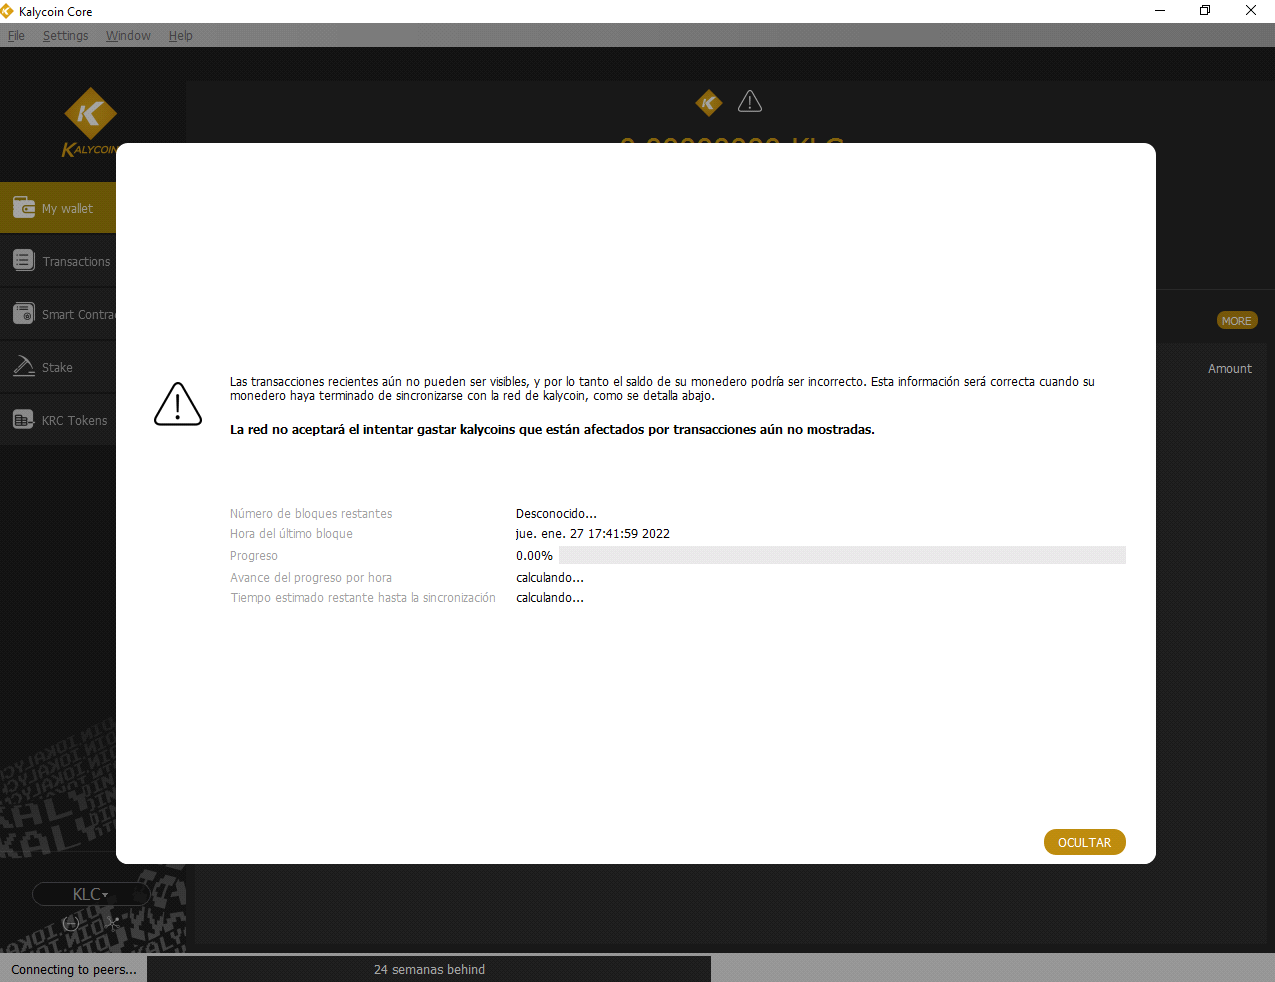 Kalycoin Core
File Settings Window Help
KALYCOIN
My wallet
Transactions
Smart Contra
Stake
KRC Tokens
MORE
Amount
Las transacciones recientes aún no pueden ser visibles, y por lo tanto el saldo de su monedero podría ser incorrecto. Esta información será correcta cuando su
monedero haya terminado de sincronizarse con la red de kalycoin, como se detalla abajo.
La red no aceptará el intentar gastar kalycoins que están afectados por transacciones aún no mostradas.
Número de bloques restantes Desconocido...
Hora del último bloque jue. ene. 27 17:41:59 2022
Progreso 0.00%
Avance del progreso por hora calculando...
Tiempo estimado restante hasta la sincronización calculando...
OCULTAR
KLC
Connecting to peers... 24 semanas behind